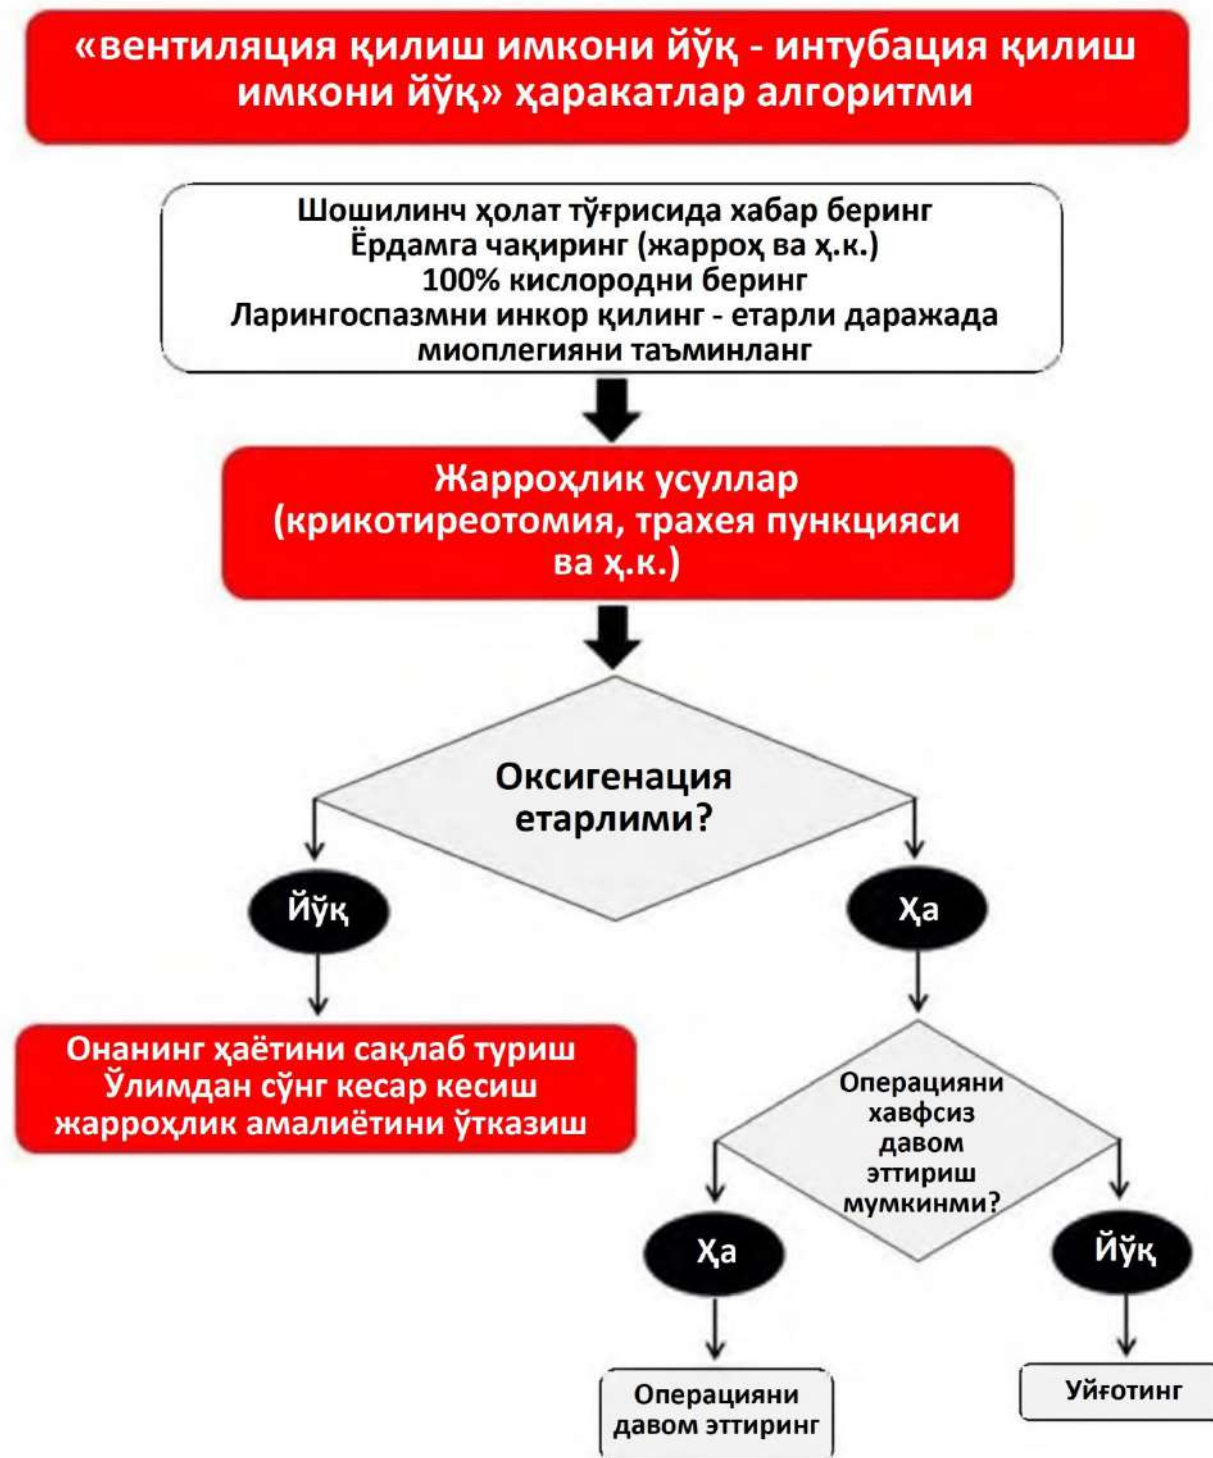 «вентиляция қилиш имкони йўқ - интубация қилиш
имкони йўқ» ҳаракатлар алгоритми
Шошилинч ҳолат тўғрисида хабар беринг
Ёрдамга чақиринг (жарроҳ ва ҳ.к.)
100% кислородни беринг
Ларингоспазмни инкор қилинг - етарли даражада
миоплегияни таъминланг
Жарроҳлик усуллар
(крикотиреотомия, трахея пункцияси
ва ҳ.к.)
Оксигенация
етарлими?
Йўқ
Ҳа
Онанинг ҳаётини сақлаб туриш
Ўлимдан сўнг кесар кесиш
жарроҳлик амалиётини ўтказиш
Операцияни
хавфсиз
давом
эттириш
мумкинми?
Ҳа
Йўқ
Операцияни
давом эттиринг
Уйғотинг